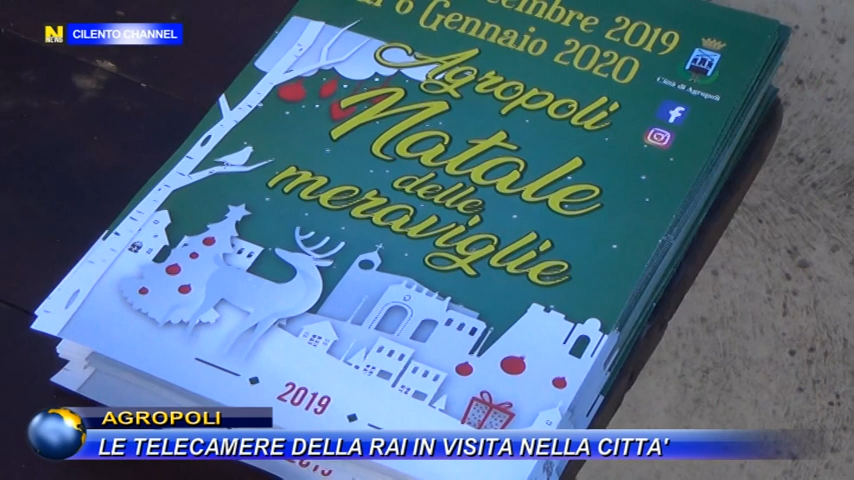 N
CILENTO CHANNEL
2019
6 Gennaio 2020
Agropoli
Natale
delle
meraviglie
Città di Agropoli
2019
AGROPOLI
LE TELECAMERE DELLA RAI IN VISITA NELLA CITTA'